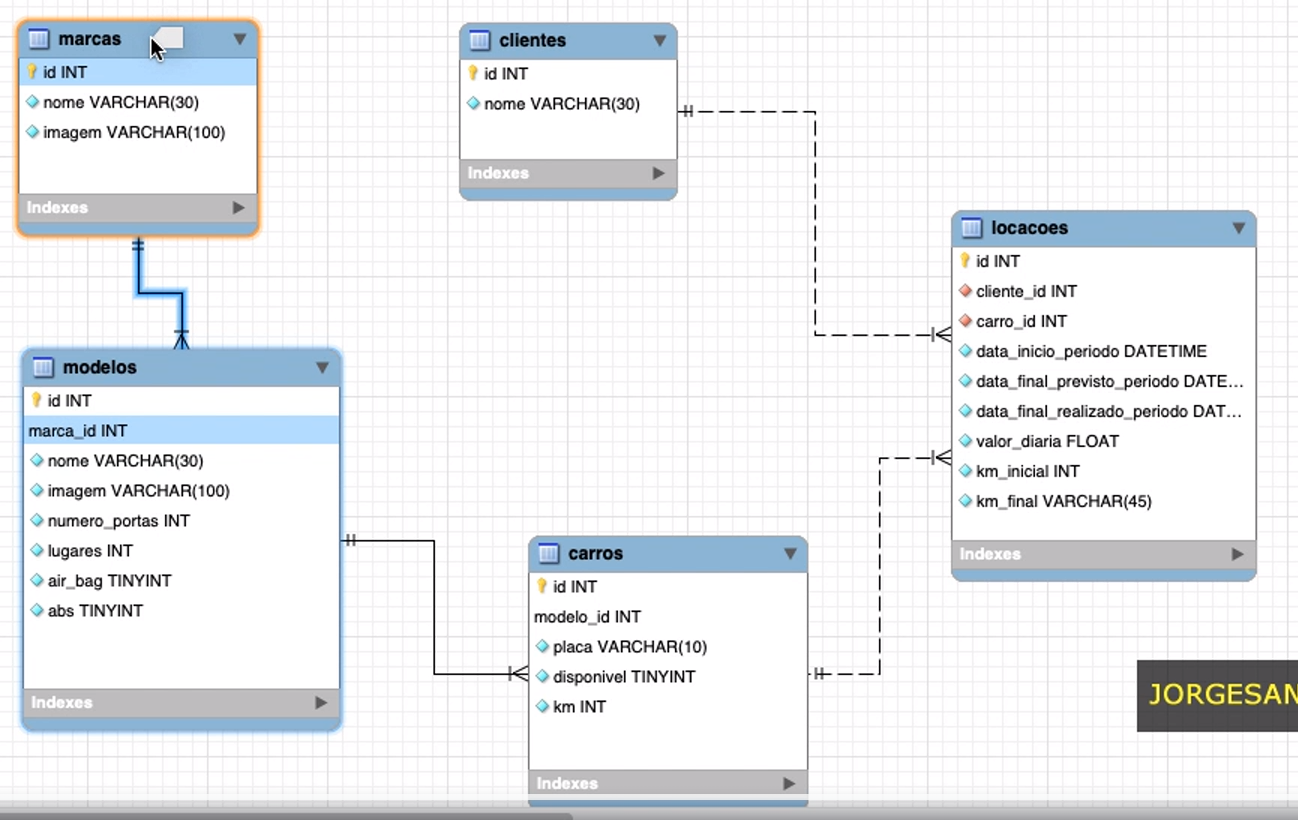 marcas
id INT
nome VARCHAR(30)
imagem VARCHAR(100)
Indexes
clientes
id INT
nome VARCHAR(30)
Indexes
locacoes
id INT
cliente_id INT
carro_id INT
data_inicio_periodo DATETIME
data_final_previsto_periodo DATE...
data_final_realizado_periodo DAT...
valor_diaria FLOAT
km_inicial INT
km_final VARCHAR(45)
Indexes
modelos
id INT
marca_id INT
nome VARCHAR(30)
imagem VARCHAR(100)
numero_portas INT
lugares INT
air_bag TINYINT
abs TINYINT
Indexes
carros
id INT
modelo_id INT
placa VARCHAR(10)
disponivel TINYINT
km INT
Indexes
JORGESAN